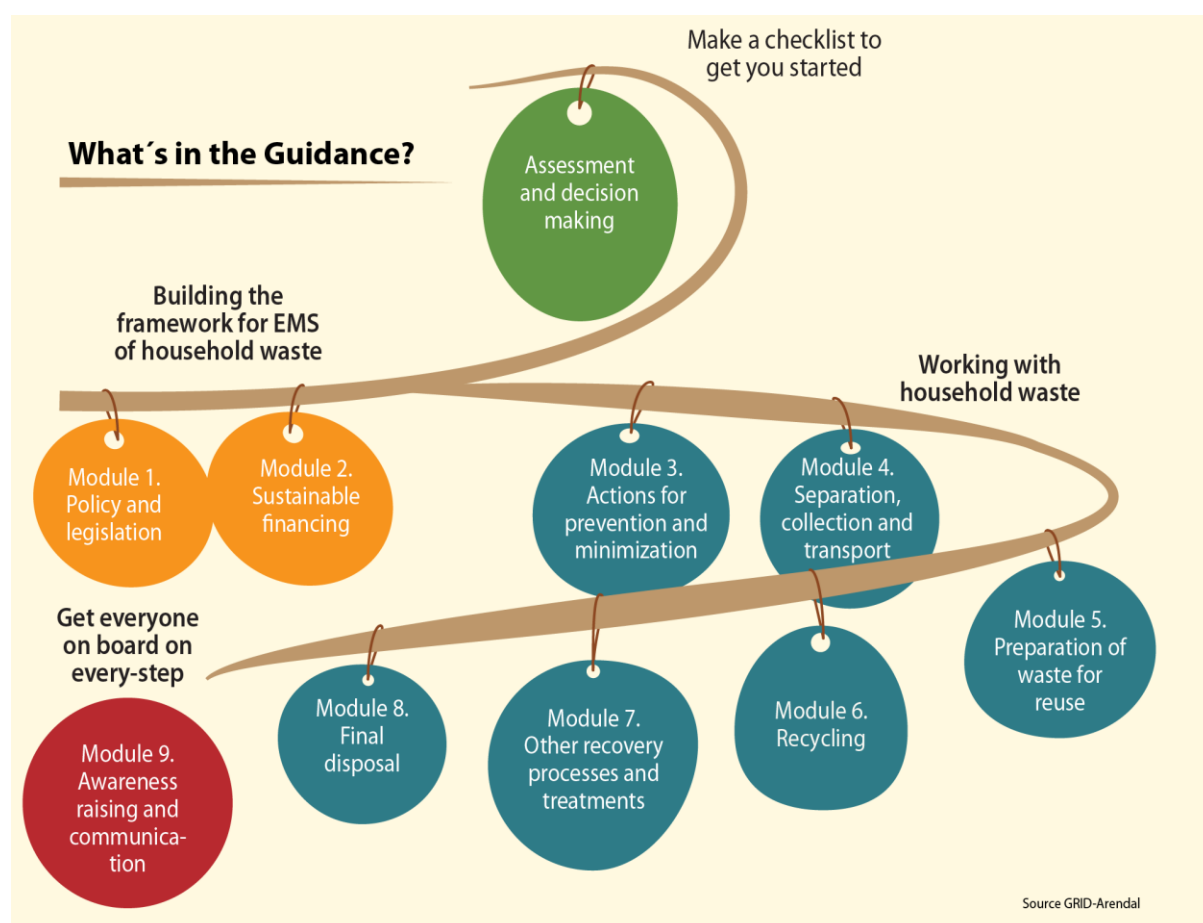 Make a checklist to
get you started
What´s in the Guidance?
Assessment
and decision
making
Building the
framework for EMS
of household waste
Working with
household waste
Module 1.
Policy and
legislation
Module 2.
Sustainable
financing
Module 3.
Actions for
prevention and
minimization
Module 4.
Separation,
collection and
transport
Module 5.
Preparation of
waste for
reuse
Module 6.
Recycling
Module 7.
Other recovery
processes and
treatments
Module 8.
Final
disposal
Get everyone
on board on
every-step
Module 9.
Awareness
raising and
communica-
tion
Source GRID-Arendal